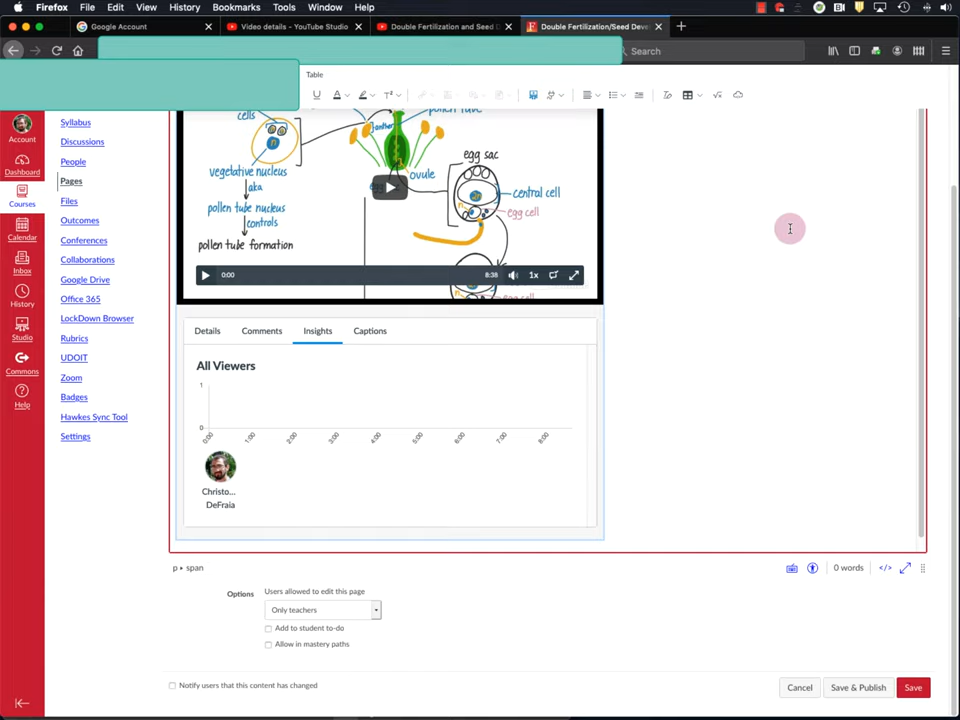 Firefox File Edit View History Bookmarks Tools Window Help
Google Account × Video details - YouTube Studio × Double Fertilization and Seed D × Double Fertilization/Seed Deve ×
Search
Table
Account
Dashboard
Courses
Calendar
Inbox
History
Studio
Commons
Help
Syllabus
Discussions
People
Pages
Files
Outcomes
Conferences
Collaborations
Google Drive
Office 365
LockDown Browser
Rubrics
UDOIT
Zoom
Badges
Hawkes Sync Tool
Settings
cells
n
vegetative nucleus
aka
pollen tube nucleus
controls
pollen tube formation
anther
pollen tube
ovule
egg sac
central cell
egg cell
egg cell
0:00 8:38 1x
Details Comments Insights Captions
All Viewers
1
0
0:00 1:00 2:00 3:00 4:00 5:00 6:00 7:00 8:00
Christo...
DeFraia
p ▸ span 0 words </>
Options Users allowed to edit this page
Only teachers
Add to student to-do
Allow in mastery paths
Notify users that this content has changed Cancel Save & Publish Save